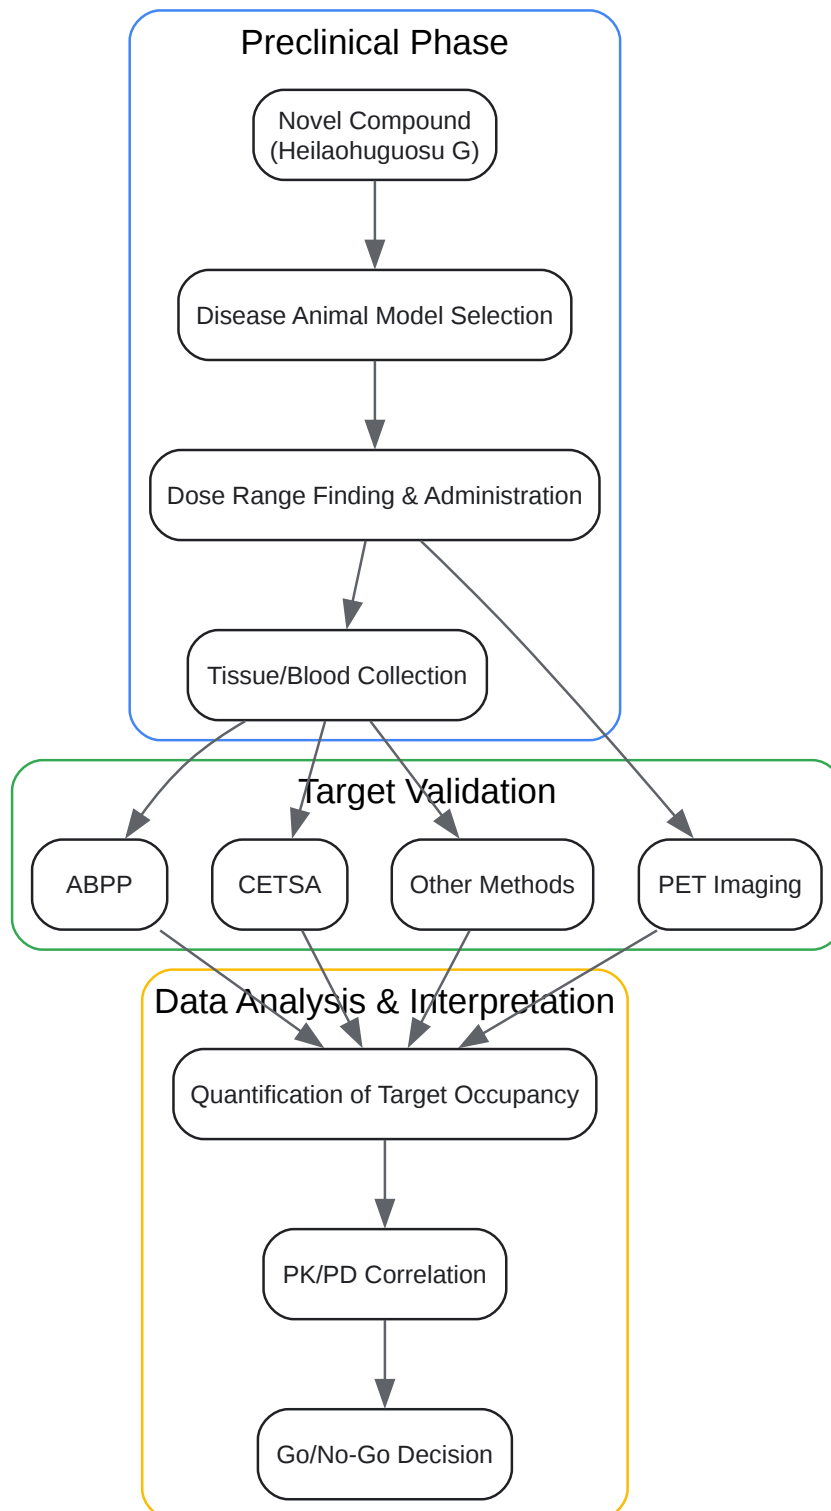 Preclinical Phase
Novel Compound
(Heilaohuguosu G)
Disease Animal Model Selection
Dose Range Finding & Administration
Tissue/Blood Collection
Target Validation
ABPP
CETSA
Other Methods
PET Imaging
Data Analysis & Interpretation
Quantification of Target Occupancy
PK/PD Correlation
Go/No-Go Decision